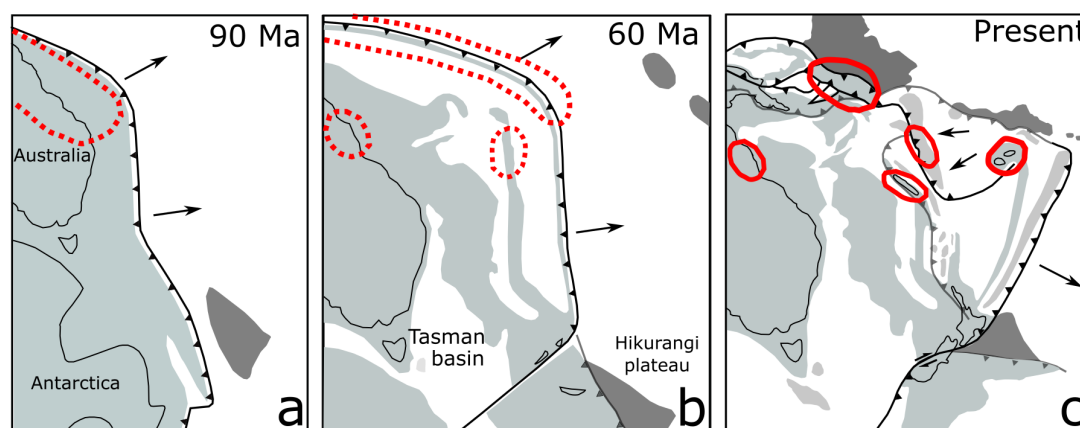 90 Ma
Australia
Antarctica
a
60 Ma
Tasman
basin
Hikurangi
plateau
b
Present
c